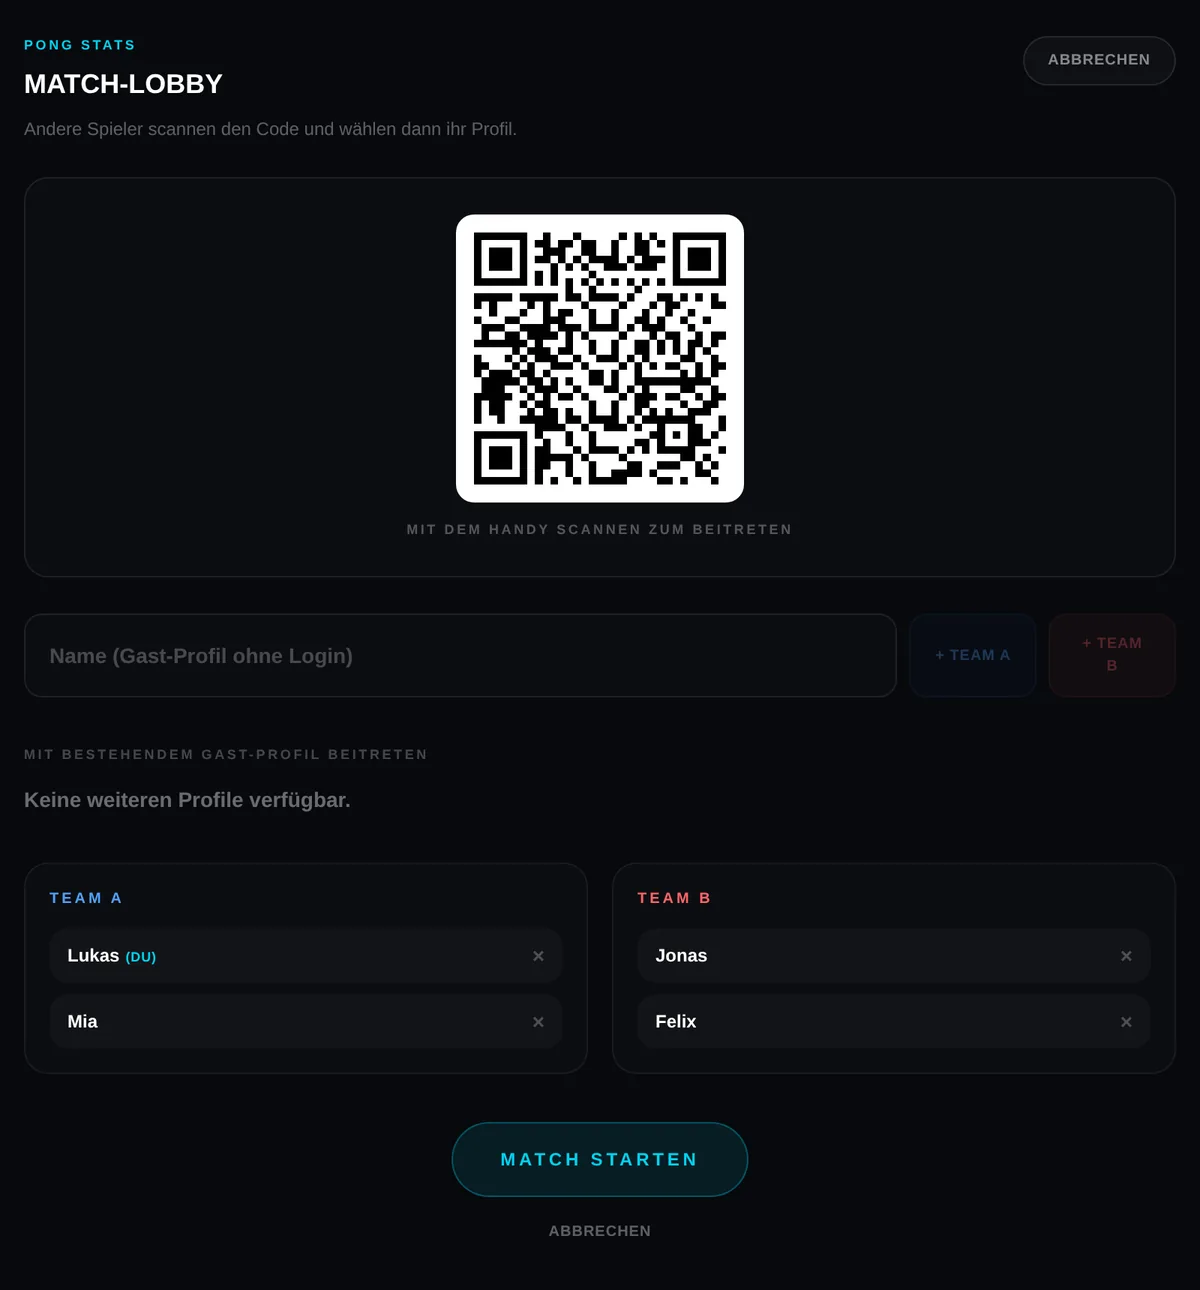 PONG STATS
MATCH-LOBBY
ABBRECHEN
Andere Spieler scannen den Code und wählen dann ihr Profil.
MIT DEM HANDY SCANNEN ZUM BEITRETEN
Name (Gast-Profil ohne Login)
+ TEAM A
+ TEAM
B
MIT BESTEHENDEM GAST-PROFIL BEITRETEN
Keine weiteren Profile verfügbar.
TEAM A
Lukas (DU) ×
Mia ×
TEAM B
Jonas ×
Felix ×
MATCH STARTEN
ABBRECHEN